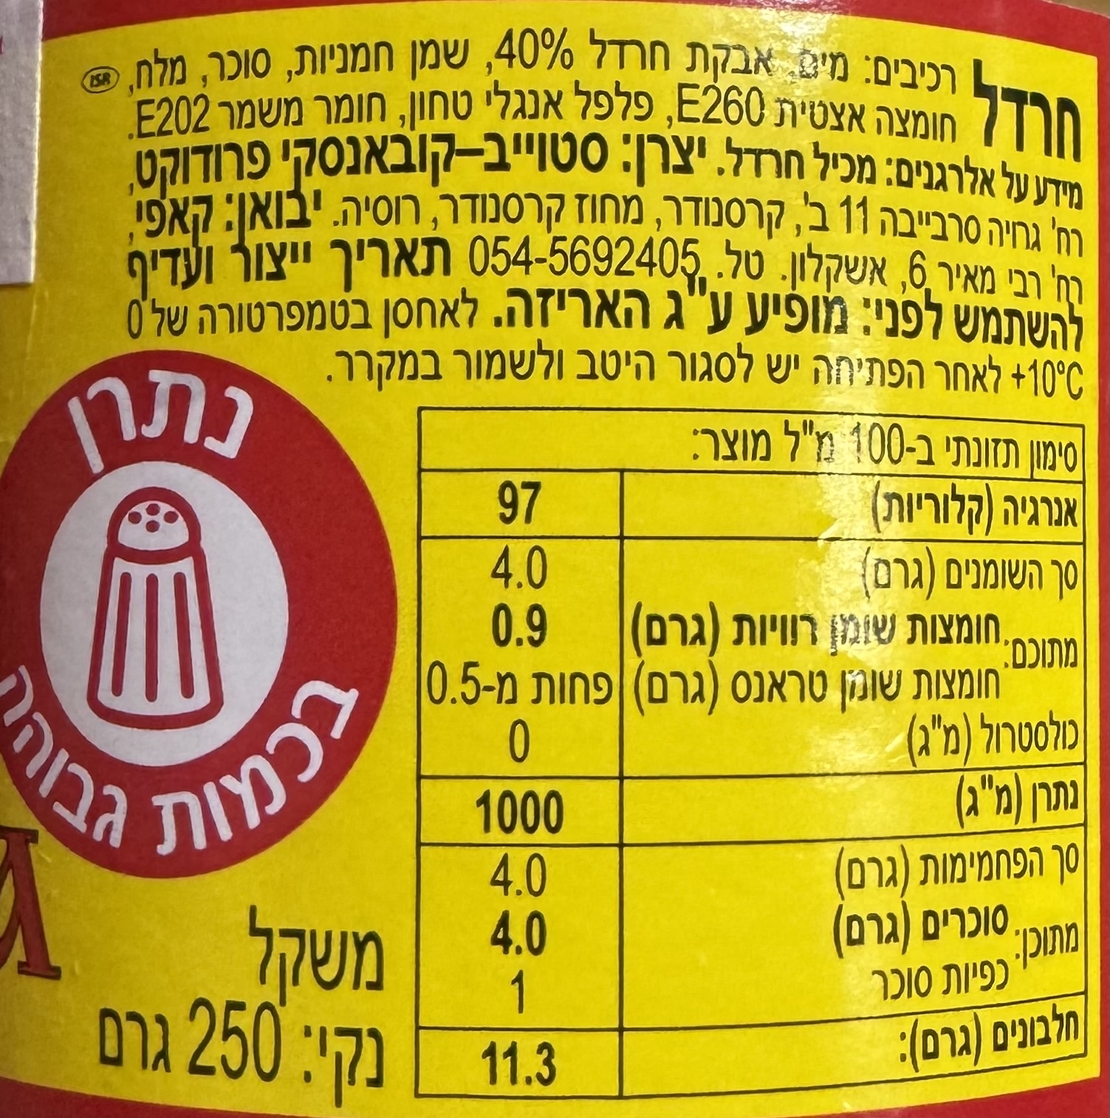 חרדל רכיבים: מים, אבקת חרדל 40%, שמן חמניות, סוכר, מלח, ISR
חומצה אצטית E260, פלפל אנגלי טחון, חומר משמר E202.
מידע על אלרגנים: מכיל חרדל. יצרן: סטוייב–קובאנסקי פרודוקט,
רח' גרויה סרבייבה 11 ב', קרסנודר, מחוז קרסנודר, רוסיה. יבואן: קאפי,
רח' רבי מאיר 6, אשקלון. טל. 054-5692405 תאריך ייצור ועדיף
להשתמש לפני: מופיע ע"ג האריזה. לאחסן בטמפרטורה של 0
+10°C לאחר הפתיחה יש לסגור היטב ולשמור במקרר.
סימון תזונתי ב-100 מ"ל מוצר:
אנרגיה (קלוריות) 97
סך השומנים (גרם) 4.0
מתוכם: חומצות שומן רוויות (גרם) 0.9
חומצות שומן טראנס (גרם) פחות מ-0.5
כולסטרול (מ"ג) 0
נתרן (מ"ג) 1000
סך הפחמימות (גרם) 4.0
מתוכן: סוכרים (גרם) 4.0
כפיות סוכר 1
חלבונים (גרם): 11.3
נתרן
בכמות גבוהה
משקל
נקי: 250 גרם